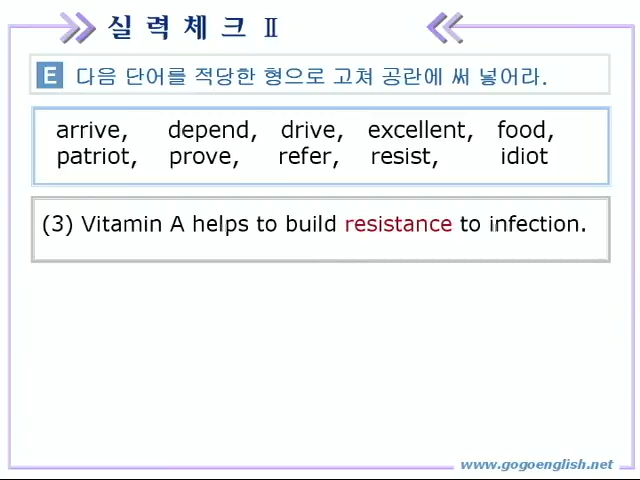 실 력 체 크 Ⅱ
E 다음 단어를 적당한 형으로 고쳐 공란에 써 넣어라.
arrive, depend, drive, excellent, food,
patriot, prove, refer, resist, idiot
(3) Vitamin A helps to build resistance to infection.
www.gogoenglish.net